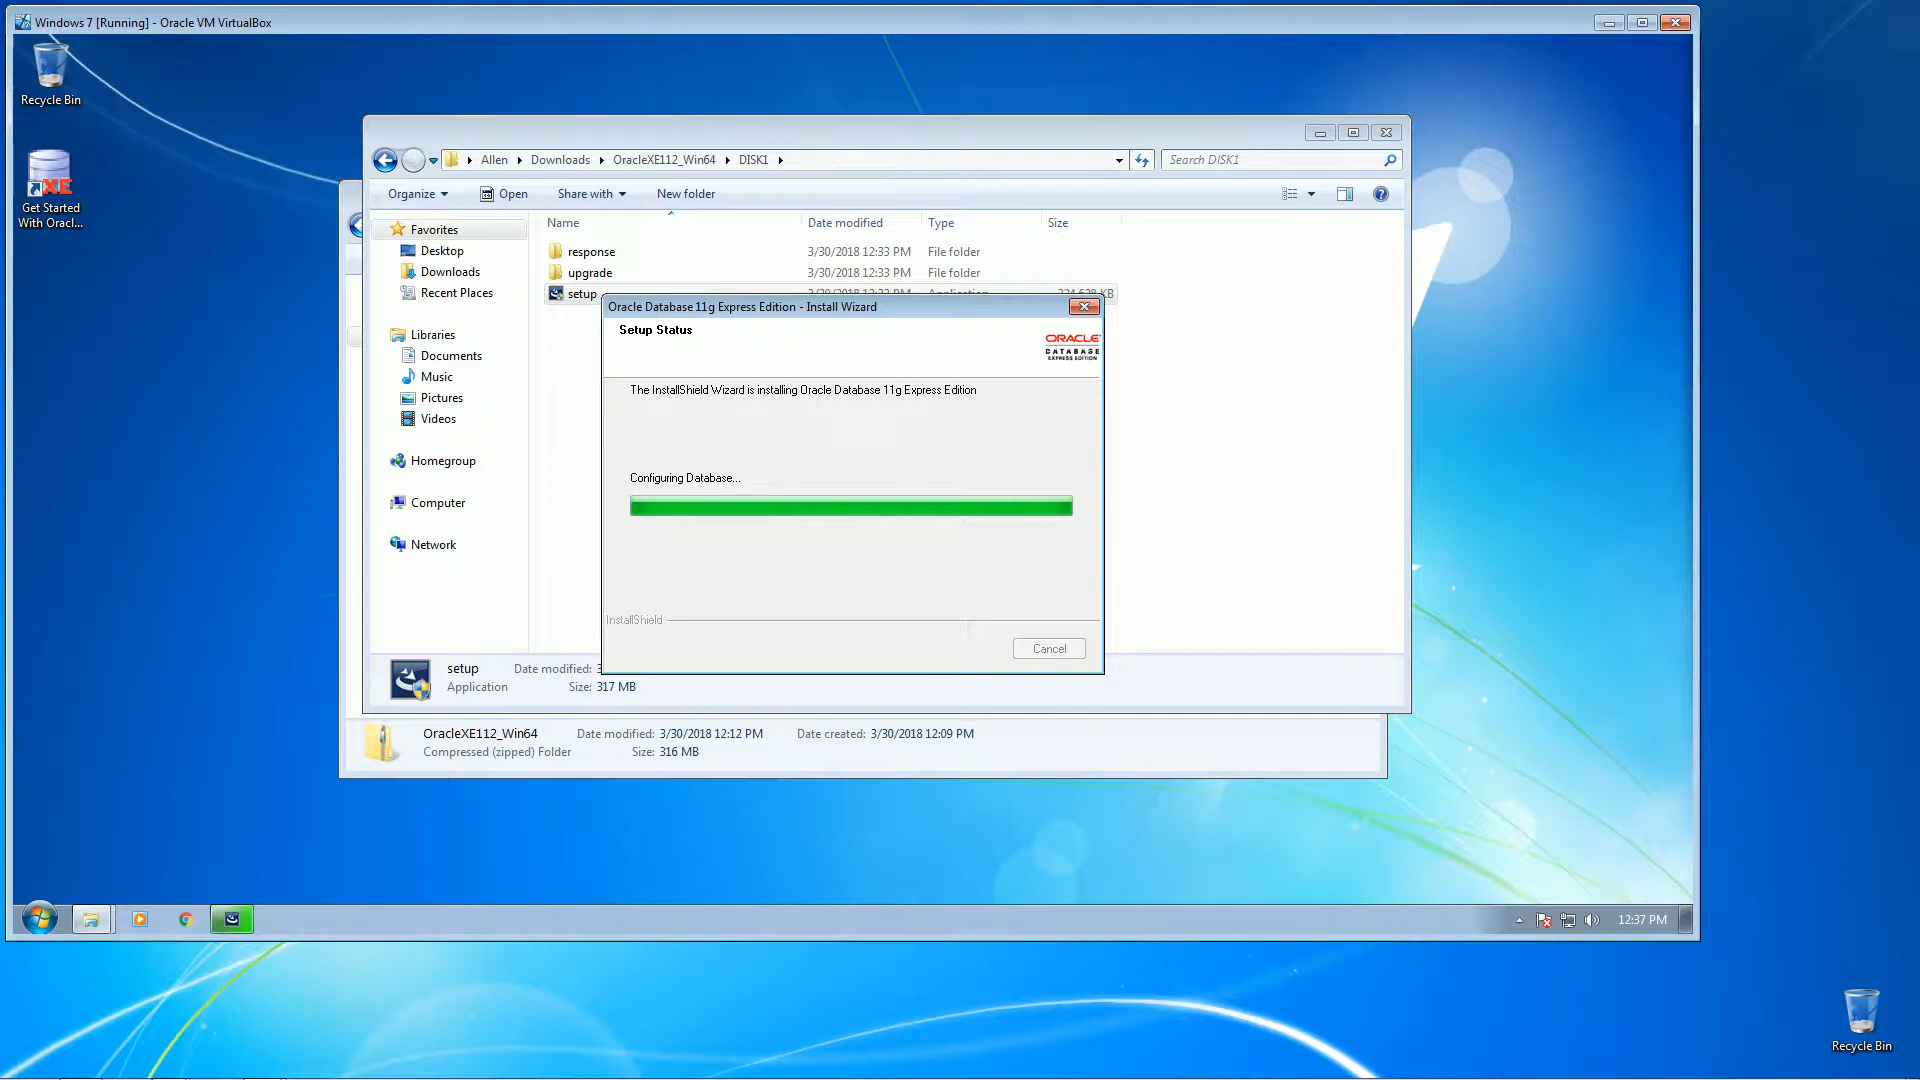 Windows 7 [Running] - Oracle VM VirtualBox
Recycle Bin
XE
Get Started
With Oracl...
Allen
Downloads
OracleXE112_Win64
DISK1
Search DISK1
Organize
Open
Share with
New folder
Name
Date modified
Type
Size
Favorites
Desktop
Downloads
Recent Places
Libraries
Documents
Music
Pictures
Videos
Homegroup
Computer
Network
response 3/30/2018 12:33 PM File folder
upgrade 3/30/2018 12:33 PM File folder
setup 3/30/2018 12:33 PM Application KB
Oracle Database 11g Express Edition - Install Wizard
Setup Status
ORACLE
DATABASE
EXPRESS EDITION
The InstallShield Wizard is installing Oracle Database 11g Express Edition
Configuring Database...
InstallShield
Cancel
setup Date modified: 3
Application Size: 317 MB
OracleXE112_Win64 Date modified: 3/30/2018 12:12 PM Date created: 3/30/2018 12:09 PM
Compressed (zipped) Folder Size: 316 MB
12:37 PM
Recycle Bin